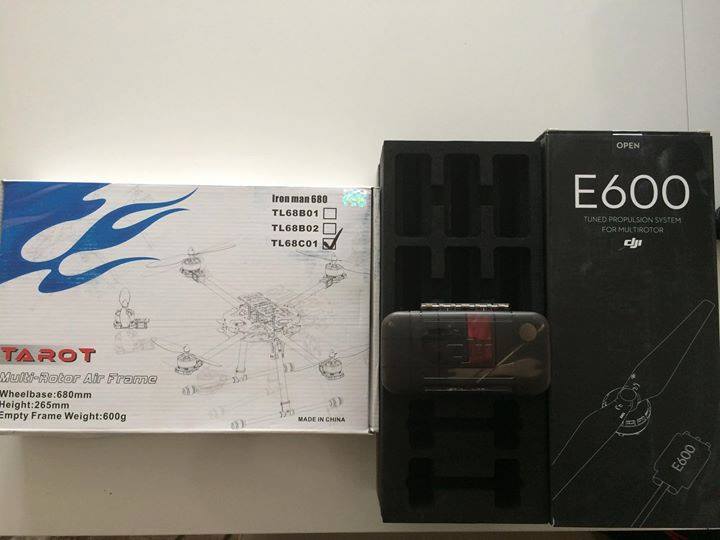 Iron man 680
TL68B01
TL68B02
TL68C01
TAROT
Multi-Rotor Air Frame
Wheelbase:680mm
Height:265mm
Empty Frame Weight:600g
MADE IN CHINA
OPEN
E600
TUNED PROPULSION SYSTEM
FOR MULTIROTOR
dji
E600